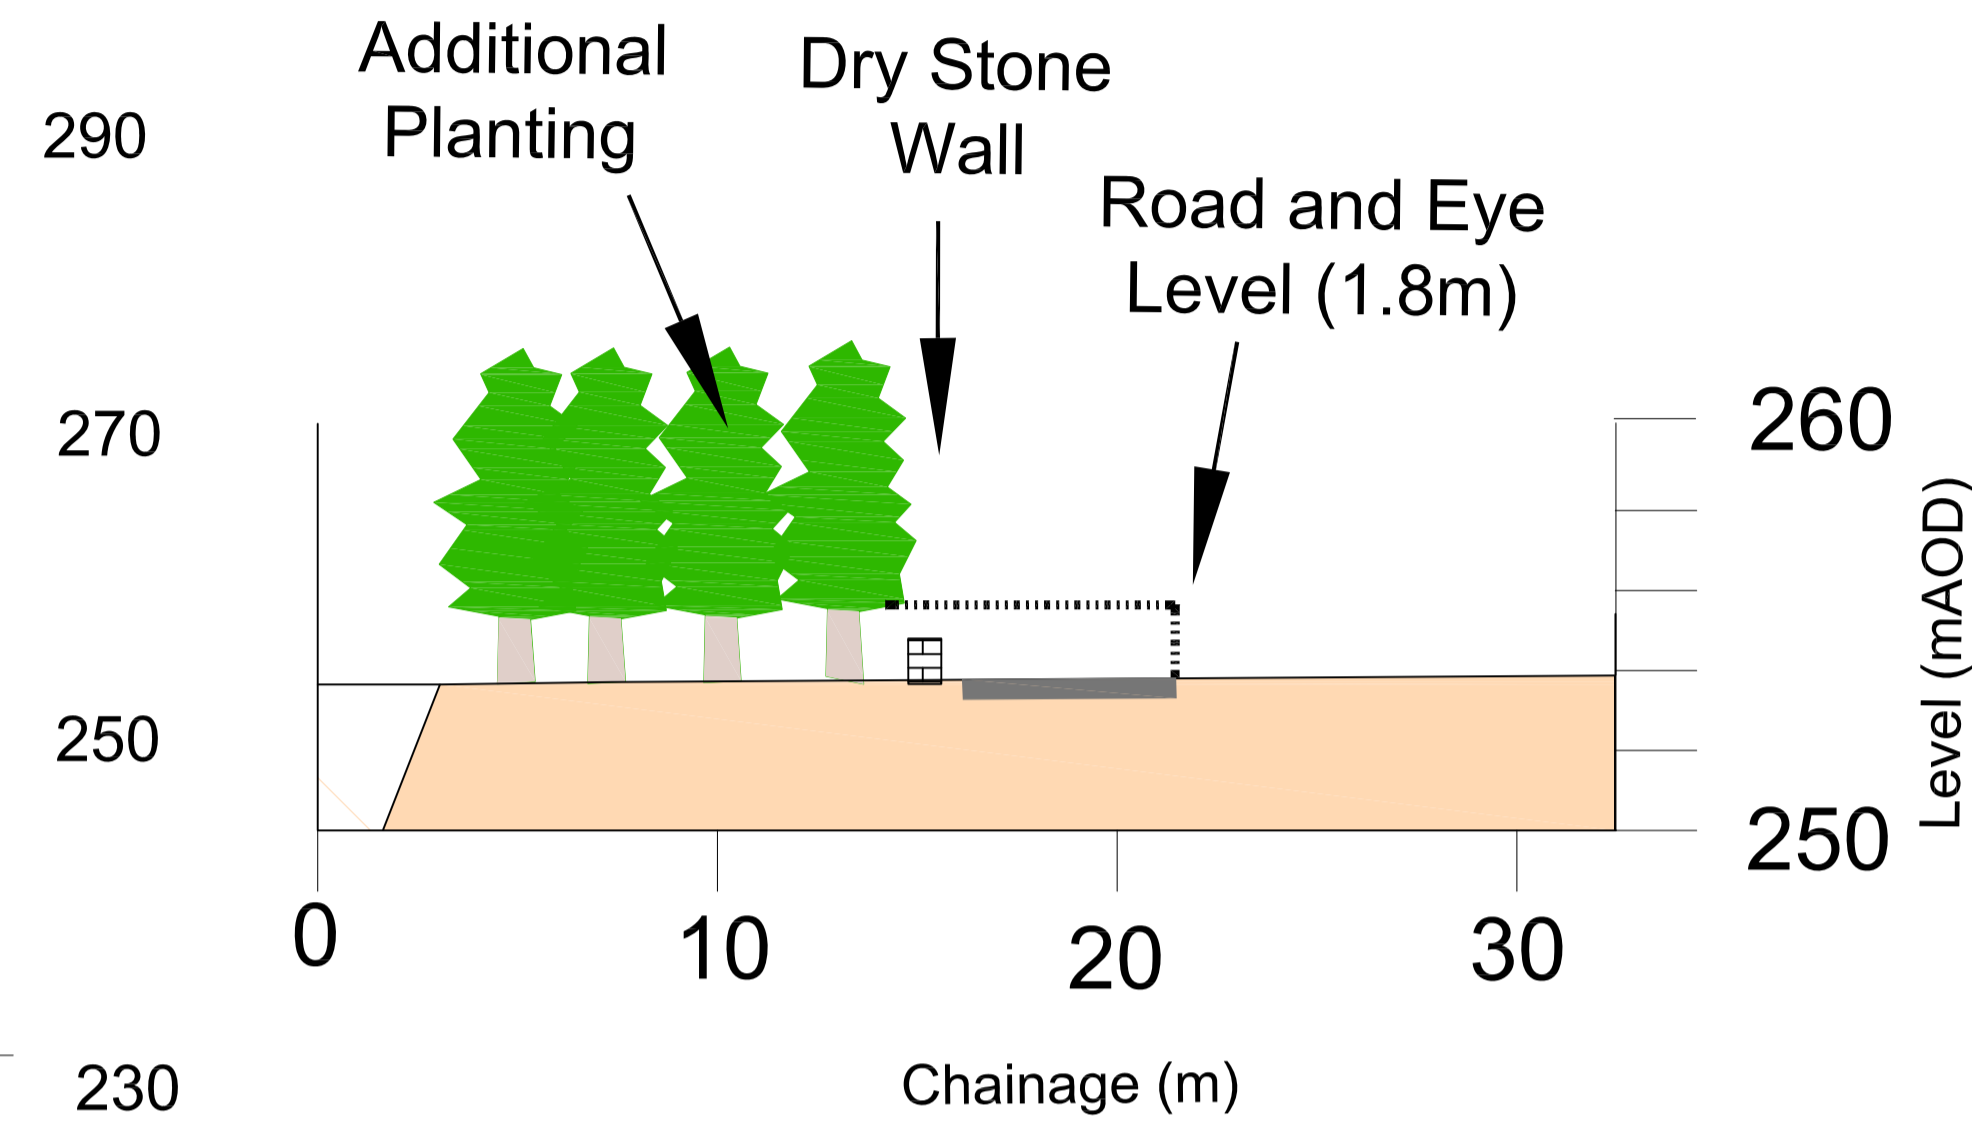 Additional
Planting
Dry Stone
Wall
Road and Eye
Level (1.8m)
290
270
250
230
260
250
Level (mAOD)
0
10
20
30
Chainage (m)